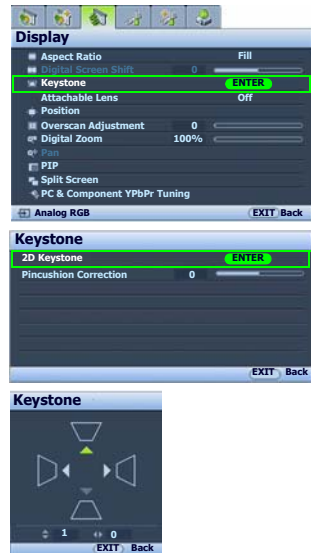 Display
Aspect Ratio Fill
Digital Screen Shift 0
Keystone ENTER
Attachable Lens Off
Position
Overscan Adjustment 0
Digital Zoom 100%
Pan
PIP
Split Screen
PC & Component YPbPr Tuning
Analog RGB EXIT Back
Keystone
2D Keystone ENTER
Pincushion Correction 0
EXIT Back
Keystone
1 0
EXIT Back